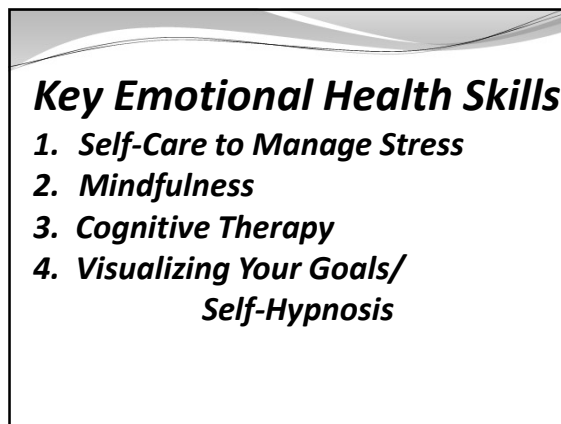 Key Emotional Health Skills
1. Self-Care to Manage Stress
2. Mindfulness
3. Cognitive Therapy
4. Visualizing Your Goals/
Self-Hypnosis